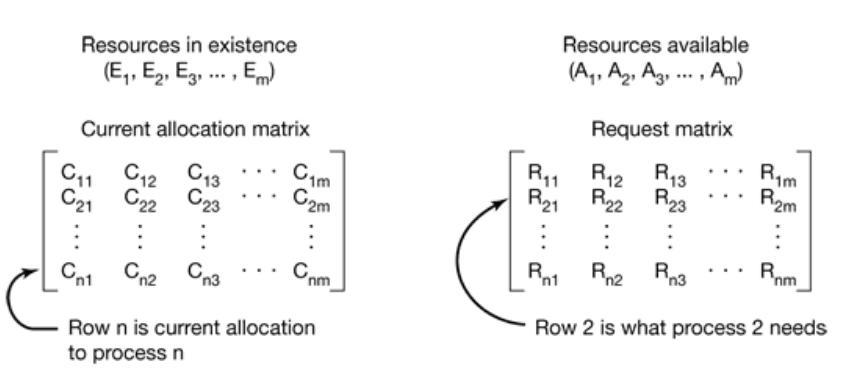 Resources in existence
(E₁, E₂, E₃, ... , Eₘ)
Current allocation matrix
C₁₁ C₁₂ C₁₃ · · · C₁ₘ
C₂₁ C₂₂ C₂₃ · · · C₂ₘ
⋮ ⋮ ⋮ ⋮
Cₙ₁ Cₙ₂ Cₙ₃ · · · Cₙₘ
Row n is current allocation
to process n
Resources available
(A₁, A₂, A₃, ... , Aₘ)
Request matrix
R₁₁ R₁₂ R₁₃ · · · R₁ₘ
R₂₁ R₂₂ R₂₃ · · · R₂ₘ
⋮ ⋮ ⋮ ⋮
Rₙ₁ Rₙ₂ Rₙ₃ · · · Rₙₘ
Row 2 is what process 2 needs